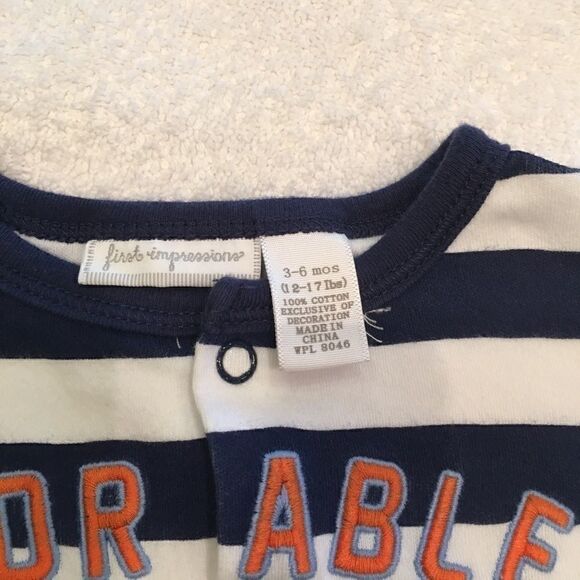 first impressions
3-6 mos
(12-17 lbs)
100% COTTON
EXCLUSIVE OF
DECORATION
MADE IN
CHINA
WPL 8046
OR ABLE